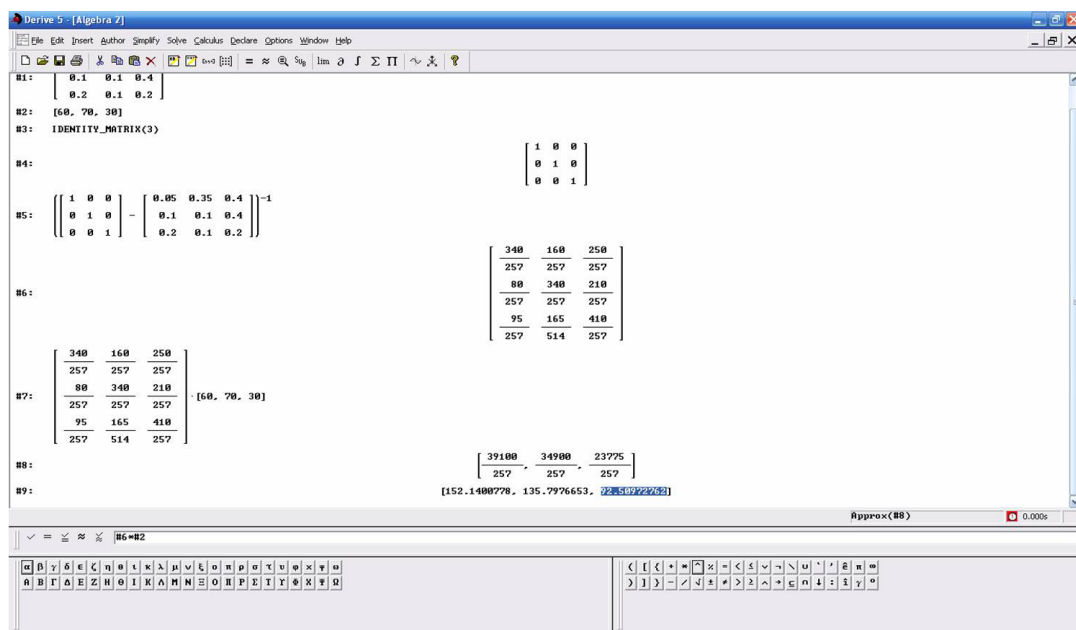 Derive 5 - [Algebra 2]
File Edit Insert Author Simplify Solve Calculus Declare Options Window Help
= ≈ Sub lim ∂ ∫ Σ Π
#1: 0.1 0.1 0.4
0.2 0.1 0.2
#2: [60, 70, 30]
#3: IDENTITY_MATRIX(3)
1 0 0
#4: 0 1 0
0 0 1
1 0 0 0.05 0.35 0.4 -1
#5: 0 1 0 - 0.1 0.1 0.4
0 0 1 0.2 0.1 0.2
340 160 250
257 257 257
80 340 210
#6:
257 257 257
95 165 410
257 514 257
340 160 250
257 257 257
80 340 210
#7: ·[60, 70, 30]
257 257 257
95 165 410
257 514 257
39100 34900 23775
#8: , ,
257 257 257
#9: [152.1400778, 135.7976653, 92.50972762]
Approx(#8) 0.000s
#6*#2
α β γ δ ε ζ η θ ι κ λ μ ν ξ ο π ρ σ τ υ φ χ ψ ω
Α Β Γ Δ Ε Ζ Η Θ Ι Κ Λ Μ Ν Ξ Ο Π Ρ Σ Τ Υ Φ Χ Ψ Ω